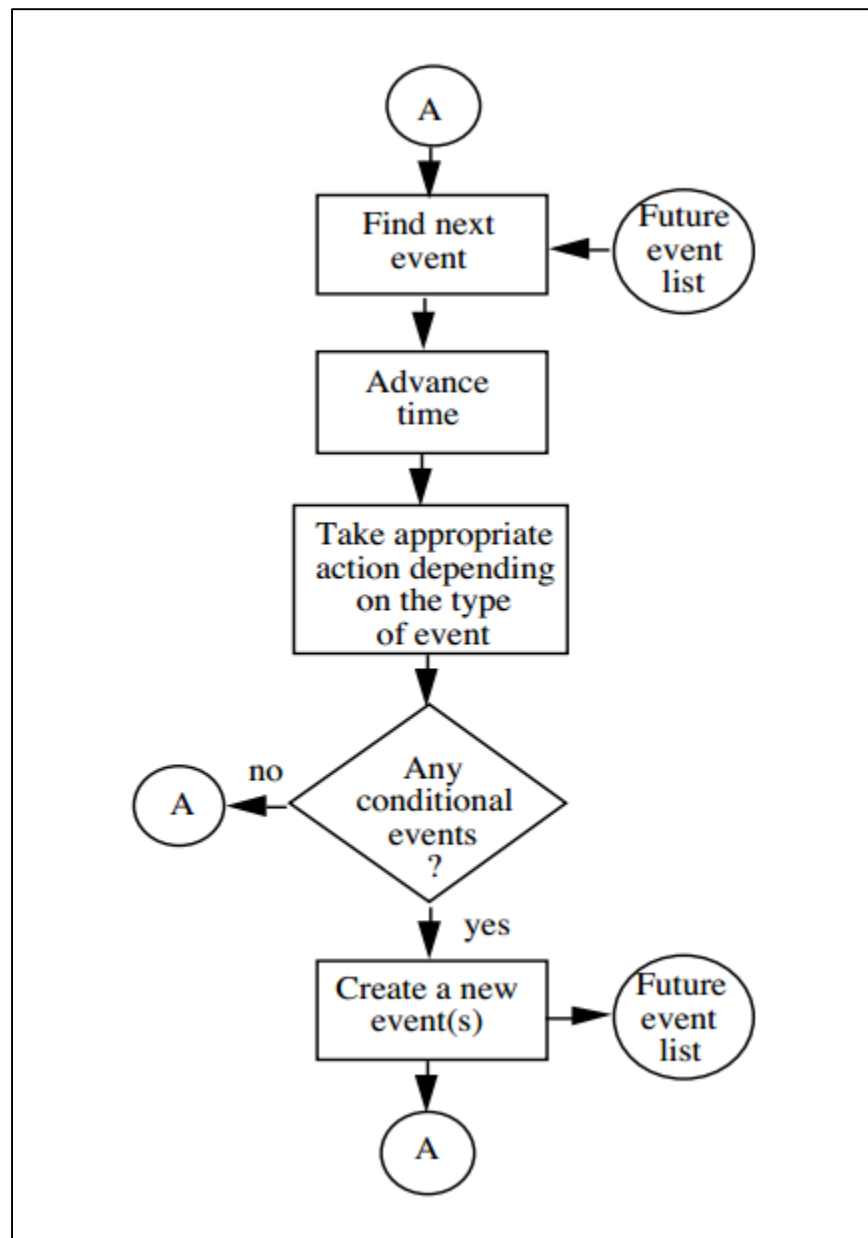 A
Find next
event
Future
event
list
Advance
time
Take appropriate
action depending
on the type
of event
Any
conditional
events
?
no
A
yes
Create a new
event(s)
Future
event
list
A